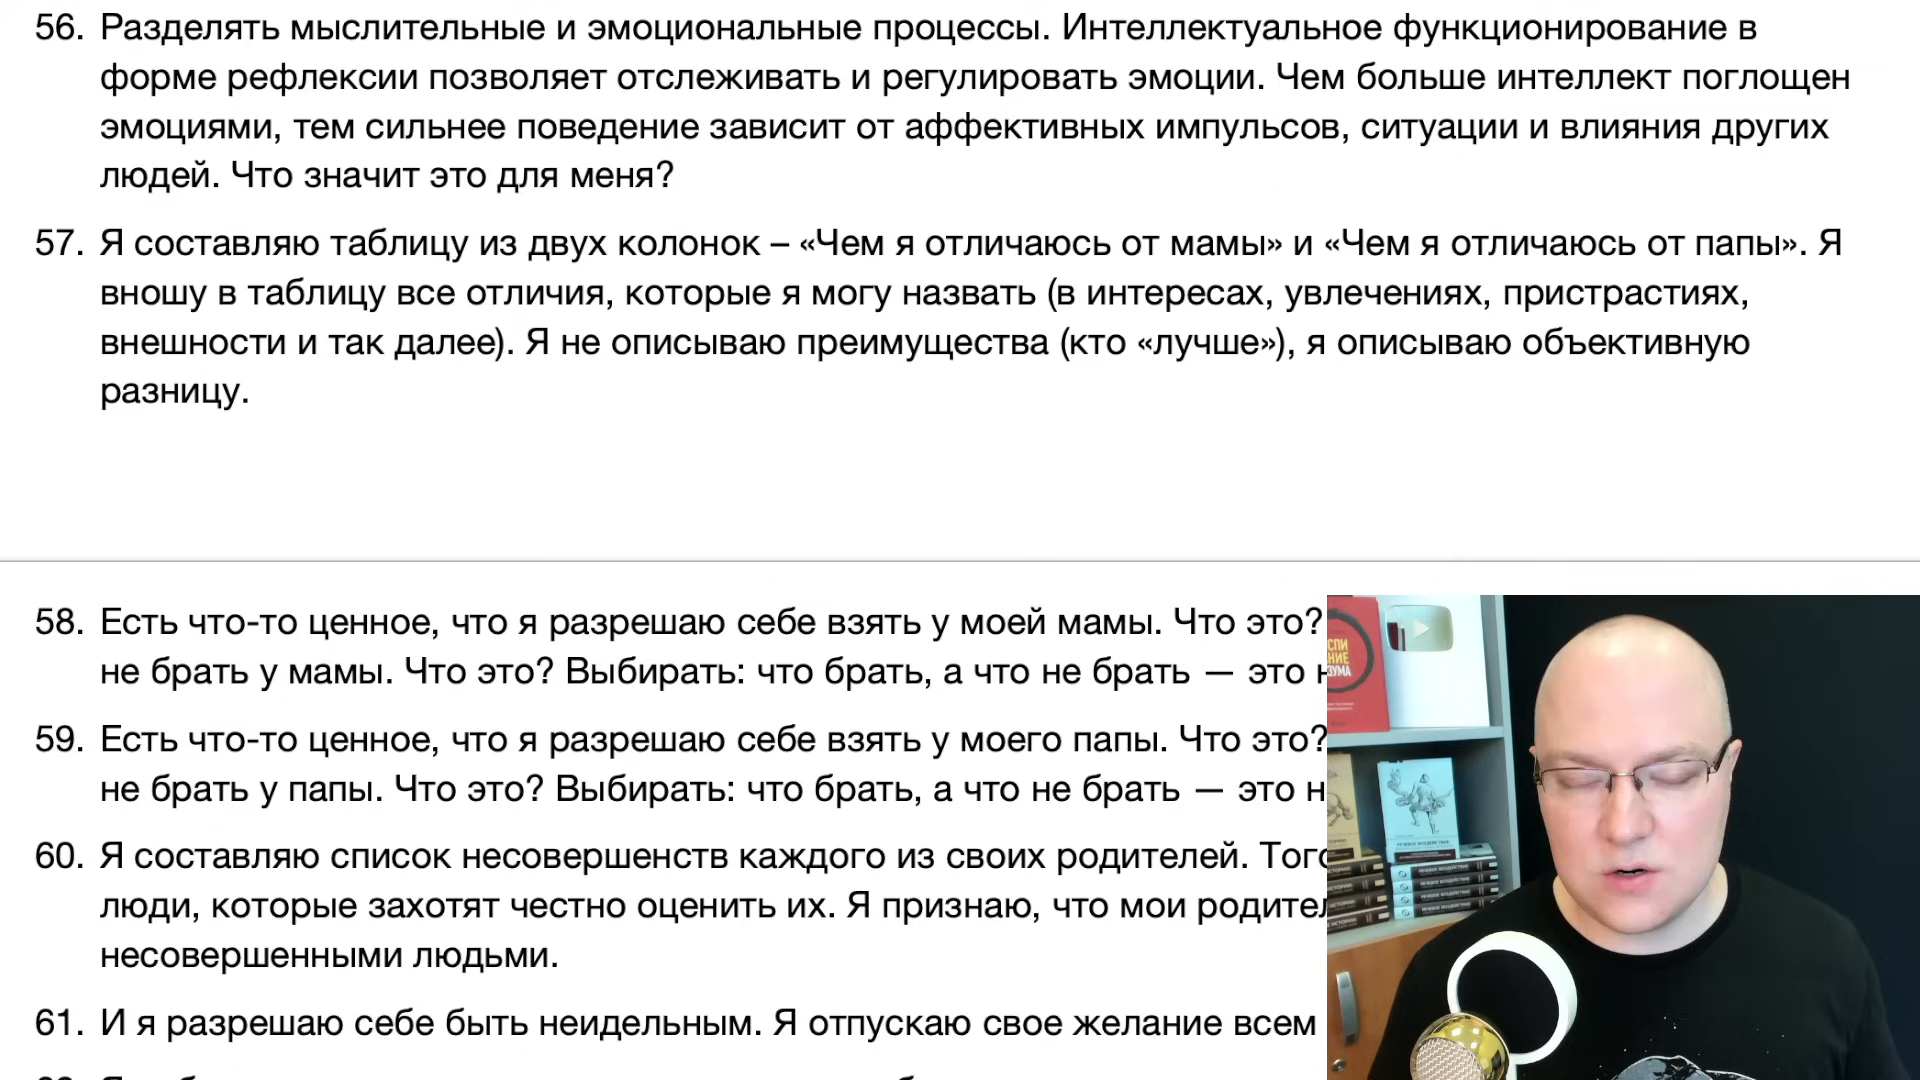 56. Разделять мыслительные и эмоциональные процессы. Интеллектуальное функционирование в
форме рефлексии позволяет отслеживать и регулировать эмоции. Чем больше интеллект поглощен
эмоциями, тем сильнее поведение зависит от аффективных импульсов, ситуации и влияния других
людей. Что значит это для меня?
57. Я составляю таблицу из двух колонок – «Чем я отличаюсь от мамы» и «Чем я отличаюсь от папы». Я
вношу в таблицу все отличия, которые я могу назвать (в интересах, увлечениях, пристрастиях,
внешности и так далее). Я не описываю преимущества (кто «лучше»), я описываю объективную
разницу.
58. Есть что-то ценное, что я разрешаю себе взять у моей мамы. Что это?
не брать у мамы. Что это? Выбирать: что брать, а что не брать — это
59. Есть что-то ценное, что я разрешаю себе взять у моего папы. Что это?
не брать у папы. Что это? Выбирать: что брать, а что не брать — это
60. Я составляю список несовершенств каждого из своих родителей.
люди, которые захотят честно оценить их. Я признаю, что мои
несовершенными людьми.
61. И я разрешаю себе быть неидельным. Я отпускаю свое желание всем